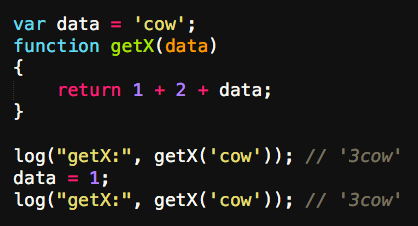 var data = 'cow';
function getX(data)
{
    return 1 + 2 + data;
}

log("getX:", getX('cow')); // '3cow'
data = 1;
log("getX:", getX('cow')); // '3cow'